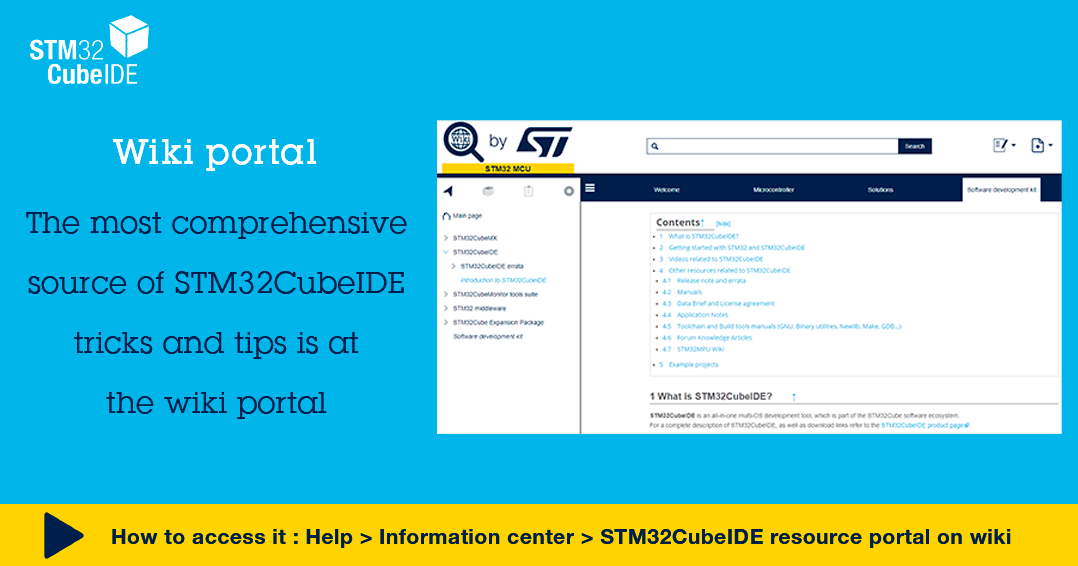 STM32
CubeIDE
Wiki portal
The most comprehensive
source of STM32CubeIDE
tricks and tips is at
the wiki portal
Wiki by ST
STM32 MCU
Search
Welcome
Microcontroller
Solutions
Software development kit
Main page
STM32CubeMX
STM32CubeIDE
STM32CubeIDE errata
Introduction to STM32CubeIDE
STM32CubeMonitor tools suite
STM32 middleware
STM32Cube Expansion Package
Software development kit
Contents↑ [hide]
1 What is STM32CubeIDE?
2 Getting started with STM32 and STM32CubeIDE
3 Videos related to STM32CubeIDE
4 Other resources related to STM32CubeIDE
4.1 Release note and errata
4.2 Manuals
4.3 Data Brief and License agreement
4.4 Application Notes
4.5 Toolchain and Build tools manuals (GNU, Binary utilities, Newlib, Make, GDB...)
4.6 Forum Knowledge Articles
4.7 STM32MPU Wiki
5 Example projects
1 What is STM32CubeIDE? ↑
STM32CubeIDE is an all-in-one multi-OS development tool, which is part of the STM32Cube software ecosystem.
For a complete description of STM32CubeIDE, as well as download links refer to the STM32CubeIDE product page.
How to access it : Help > Information center > STM32CubeIDE resource portal on wiki